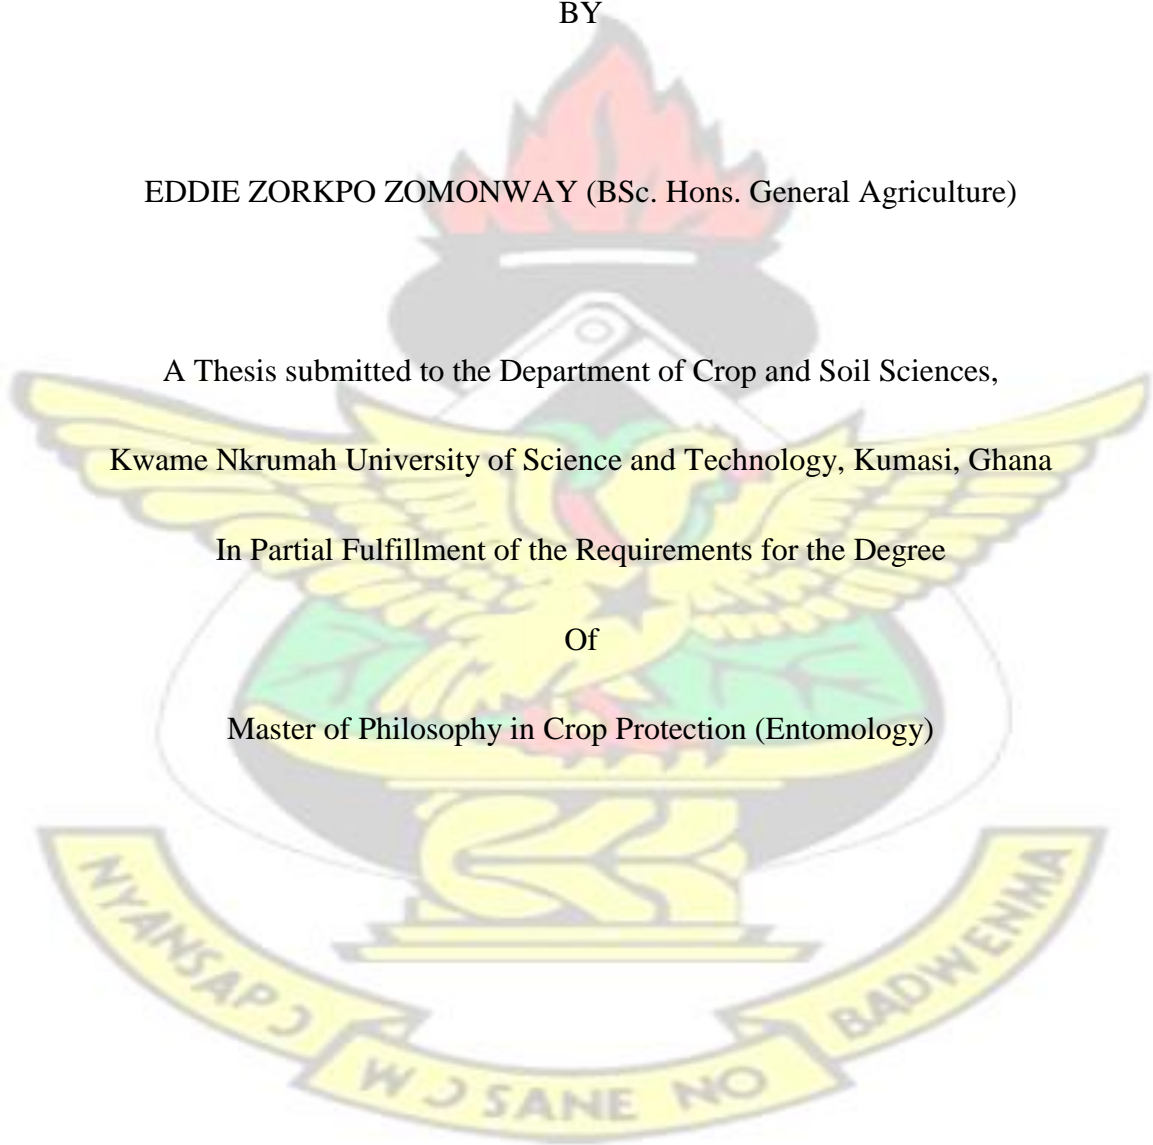 BY
EDDIE ZORKPO ZOMONWAY (BSc. Hons. General Agriculture)
A Thesis submitted to the Department of Crop and Soil Sciences,
Kwame Nkrumah University of Science and Technology, Kumasi, Ghana
In Partial Fulfillment of the Requirements for the Degree
Of
Master of Philosophy in Crop Protection (Entomology)
NYANSAPƆ
WƆ SANE NO
BADWENMA